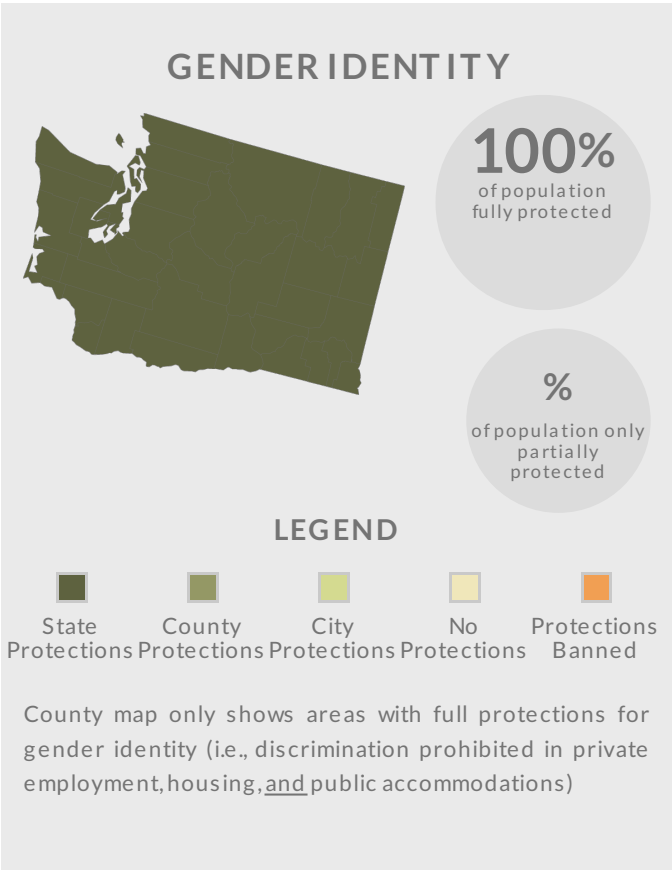 GENDER IDENTITY
100%
of population
fully protected
%
of population only
partially
protected
LEGEND
State
Protections
County
Protections
City
Protections
No
Protections
Protections
Banned
County map only shows areas with full protections for
gender identity (i.e., discrimination prohibited in private
employment, housing, and public accommodations)